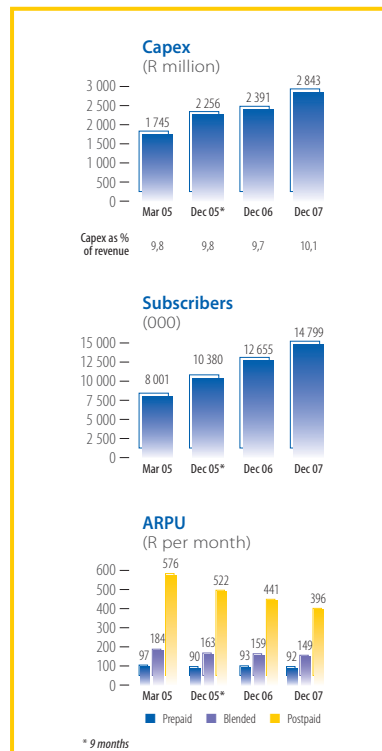 Capex
(R million)
3 000
2 500
2 000
1 500
1 000
500
0
1 745
2 256
2 391
2 843
Mar 05 Dec 05* Dec 06 Dec 07
Capex as %
of revenue
9,8 9,8 9,7 10,1
Subscribers
(000)
15 000
12 500
10 000
7 500
5 000
2 500
0
8 001
10 380
12 655
14 799
Mar 05 Dec 05* Dec 06 Dec 07
ARPU
(R per month)
600
500
400
300
200
100
0
97 184 576
90 163 522
93 159 441
92 149 396
Mar 05 Dec 05* Dec 06 Dec 07
Prepaid Blended Postpaid
* 9 months